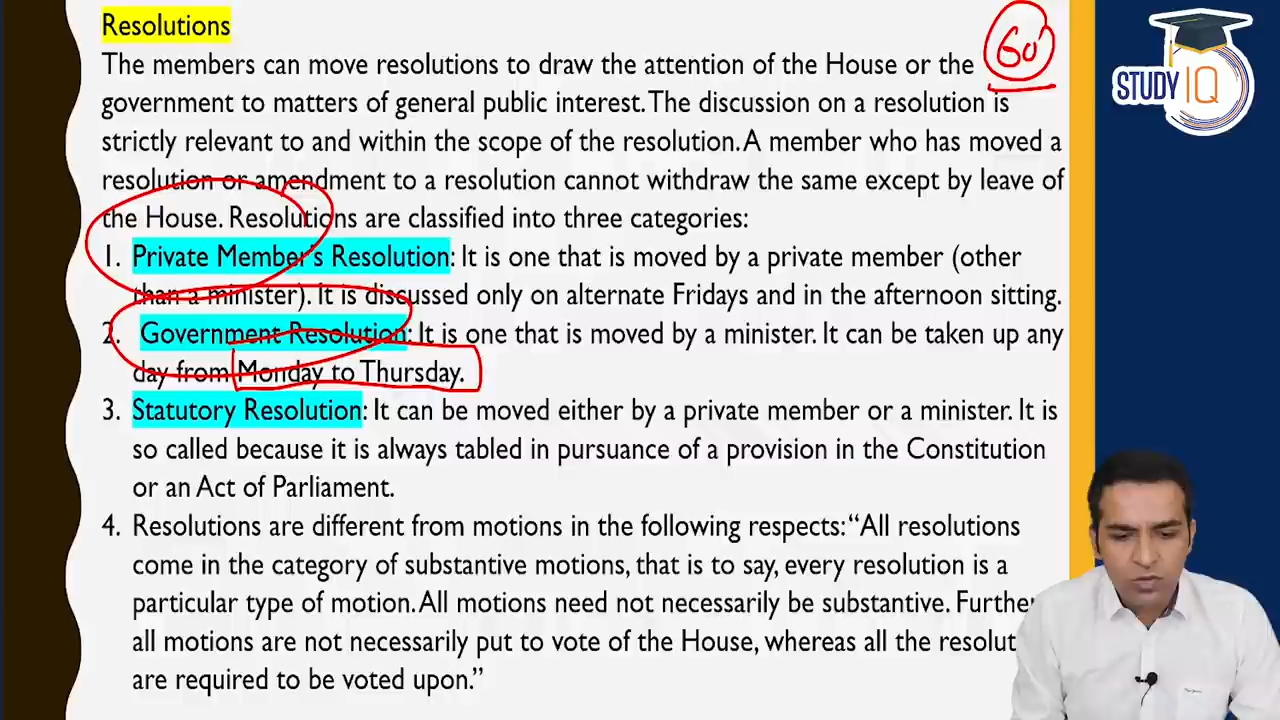 Resolutions
60'
The members can move resolutions to draw the attention of the House or the
government to matters of general public interest. The discussion on a resolution is
strictly relevant to and within the scope of the resolution. A member who has moved a
resolution or amendment to a resolution cannot withdraw the same except by leave of
the House. Resolutions are classified into three categories:
1. Private Member's Resolution: It is one that is moved by a private member (other
than a minister). It is discussed only on alternate Fridays and in the afternoon sitting.
2. Government Resolution: It is one that is moved by a minister. It can be taken up any
day from Monday to Thursday.
3. Statutory Resolution: It can be moved either by a private member or a minister. It is
so called because it is always tabled in pursuance of a provision in the Constitution
or an Act of Parliament.
4. Resolutions are different from motions in the following respects: “All resolutions
come in the category of substantive motions, that is to say, every resolution is a
particular type of motion. All motions need not necessarily be substantive. Further
all motions are not necessarily put to vote of the House, whereas all the resolut
are required to be voted upon.”
STUDY IQ